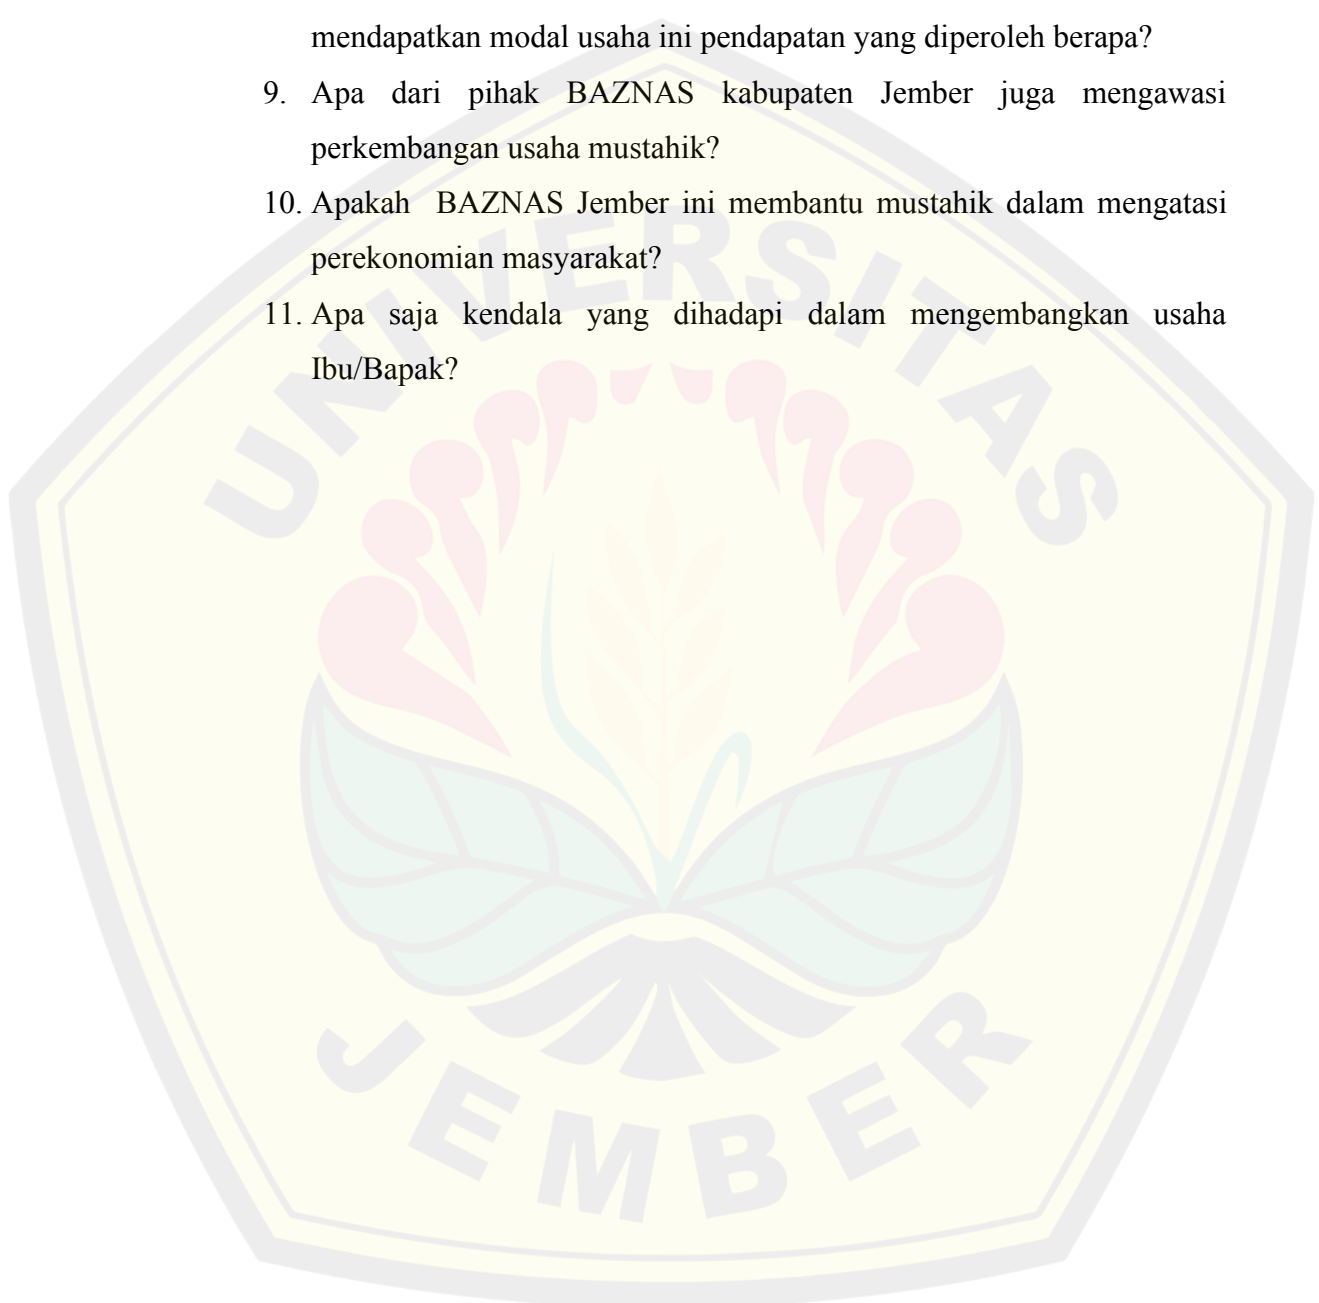 mendapatkan modal usaha ini pendapatan yang diperoleh berapa?
9. Apa dari pihak BAZNAS kabupaten Jember juga mengawasi
perkembangan usaha mustahik?
10. Apakah BAZNAS Jember ini membantu mustahik dalam mengatasi
perekonomian masyarakat?
11. Apa saja kendala yang dihadapi dalam mengembangkan usaha
Ibu/Bapak?
UNIVERSITAS
JEMBER